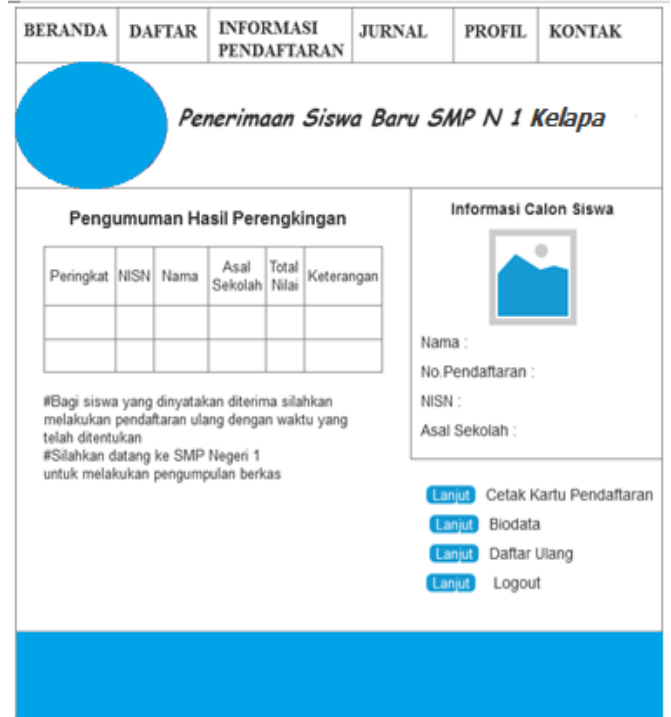 BERANDA
DAFTAR
INFORMASI
PENDAFTARAN
JURNAL
PROFIL
KONTAK
Penerimaan Siswa Baru SMP N 1 Kelapa
Pengumuman Hasil Perengkingan
Peringkat
NISN
Nama
Asal
Sekolah
Total
Nilai
Keterangan
#Bagi siswa yang dinyatakan diterima silahkan
melakukan pendaftaran ulang dengan waktu yang
telah ditentukan
#Silahkan datang ke SMP Negeri 1
untuk melakukan pengumpulan berkas
Informasi Calon Siswa
Nama :
No.Pendaftaran :
NISN :
Asal Sekolah :
Lanjut Cetak Kartu Pendaftaran
Lanjut Biodata
Lanjut Daftar Ulang
Lanjut Logout